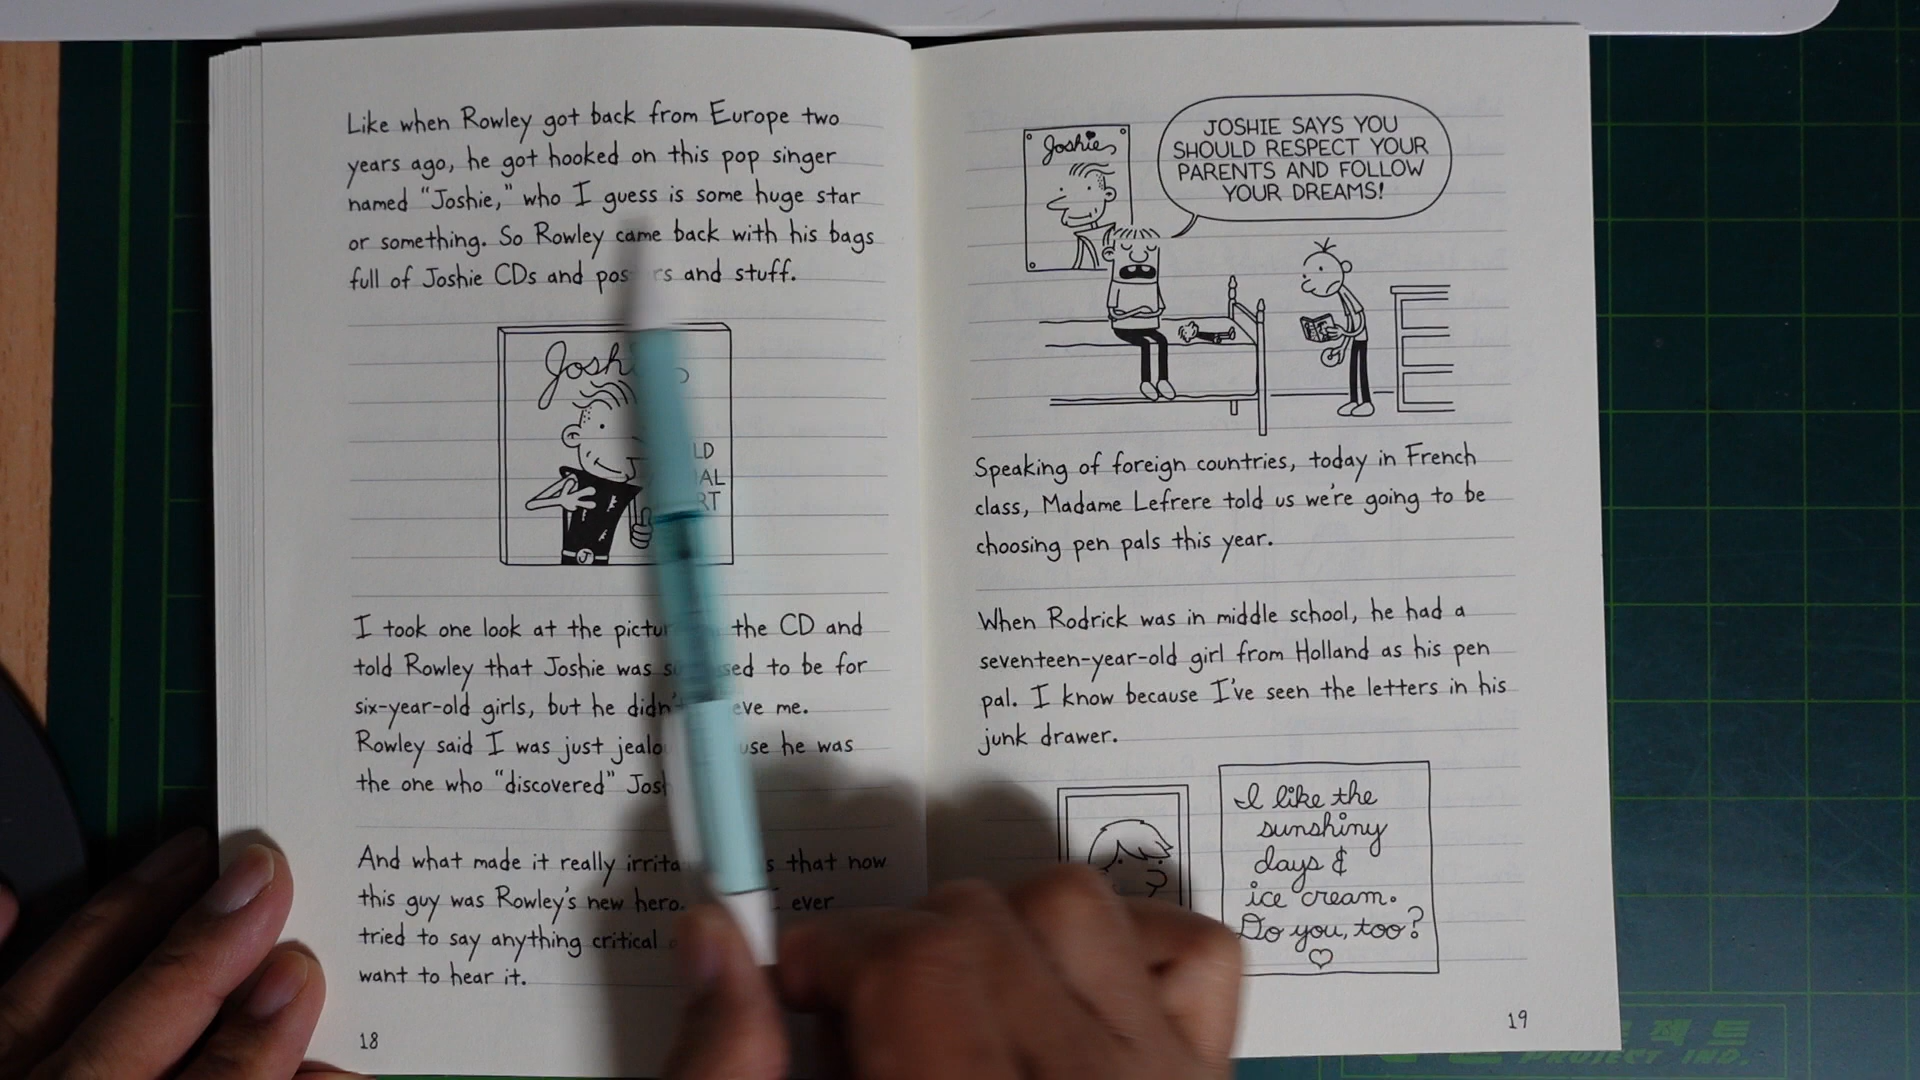 Like when Rowley got back from Europe two
years ago, he got hooked on this pop singer
named "Joshie," who I guess is some huge star
or something. So Rowley came back with his bags
full of Joshie CDs and and stuff.
I took one look at the the CD and
told Rowley that Joshie was to be for
six-year-old girls, but he me.
Rowley said I was just he was
the one who "discovered"
And what made it really that now
this guy was Rowley's new hero. ever
tried to say anything critical
want to hear it.
18
Joshie
JOSHIE SAYS YOU
SHOULD RESPECT YOUR
PARENTS AND FOLLOW
YOUR DREAMS!
Speaking of foreign countries, today in French
class, Madame Lefrere told us we're going to be
choosing pen pals this year.
When Rodrick was in middle school, he had a
seventeen-year-old girl from Holland as his pen
pal. I know because I've seen the letters in his
junk drawer.
I like the
sunshiny
days &
ice cream.
Do you, too?
19
PROJECT IND.